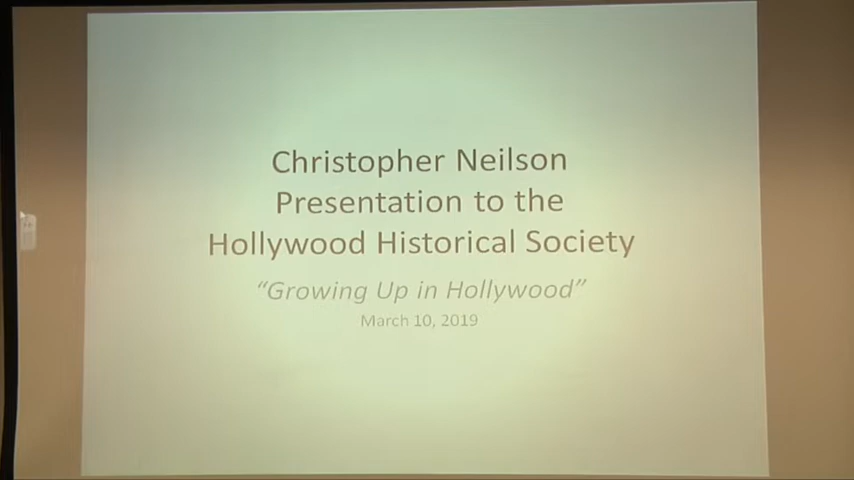 Christopher Neilson
Presentation to the
Hollywood Historical Society
“Growing Up in Hollywood”
March 10, 2019